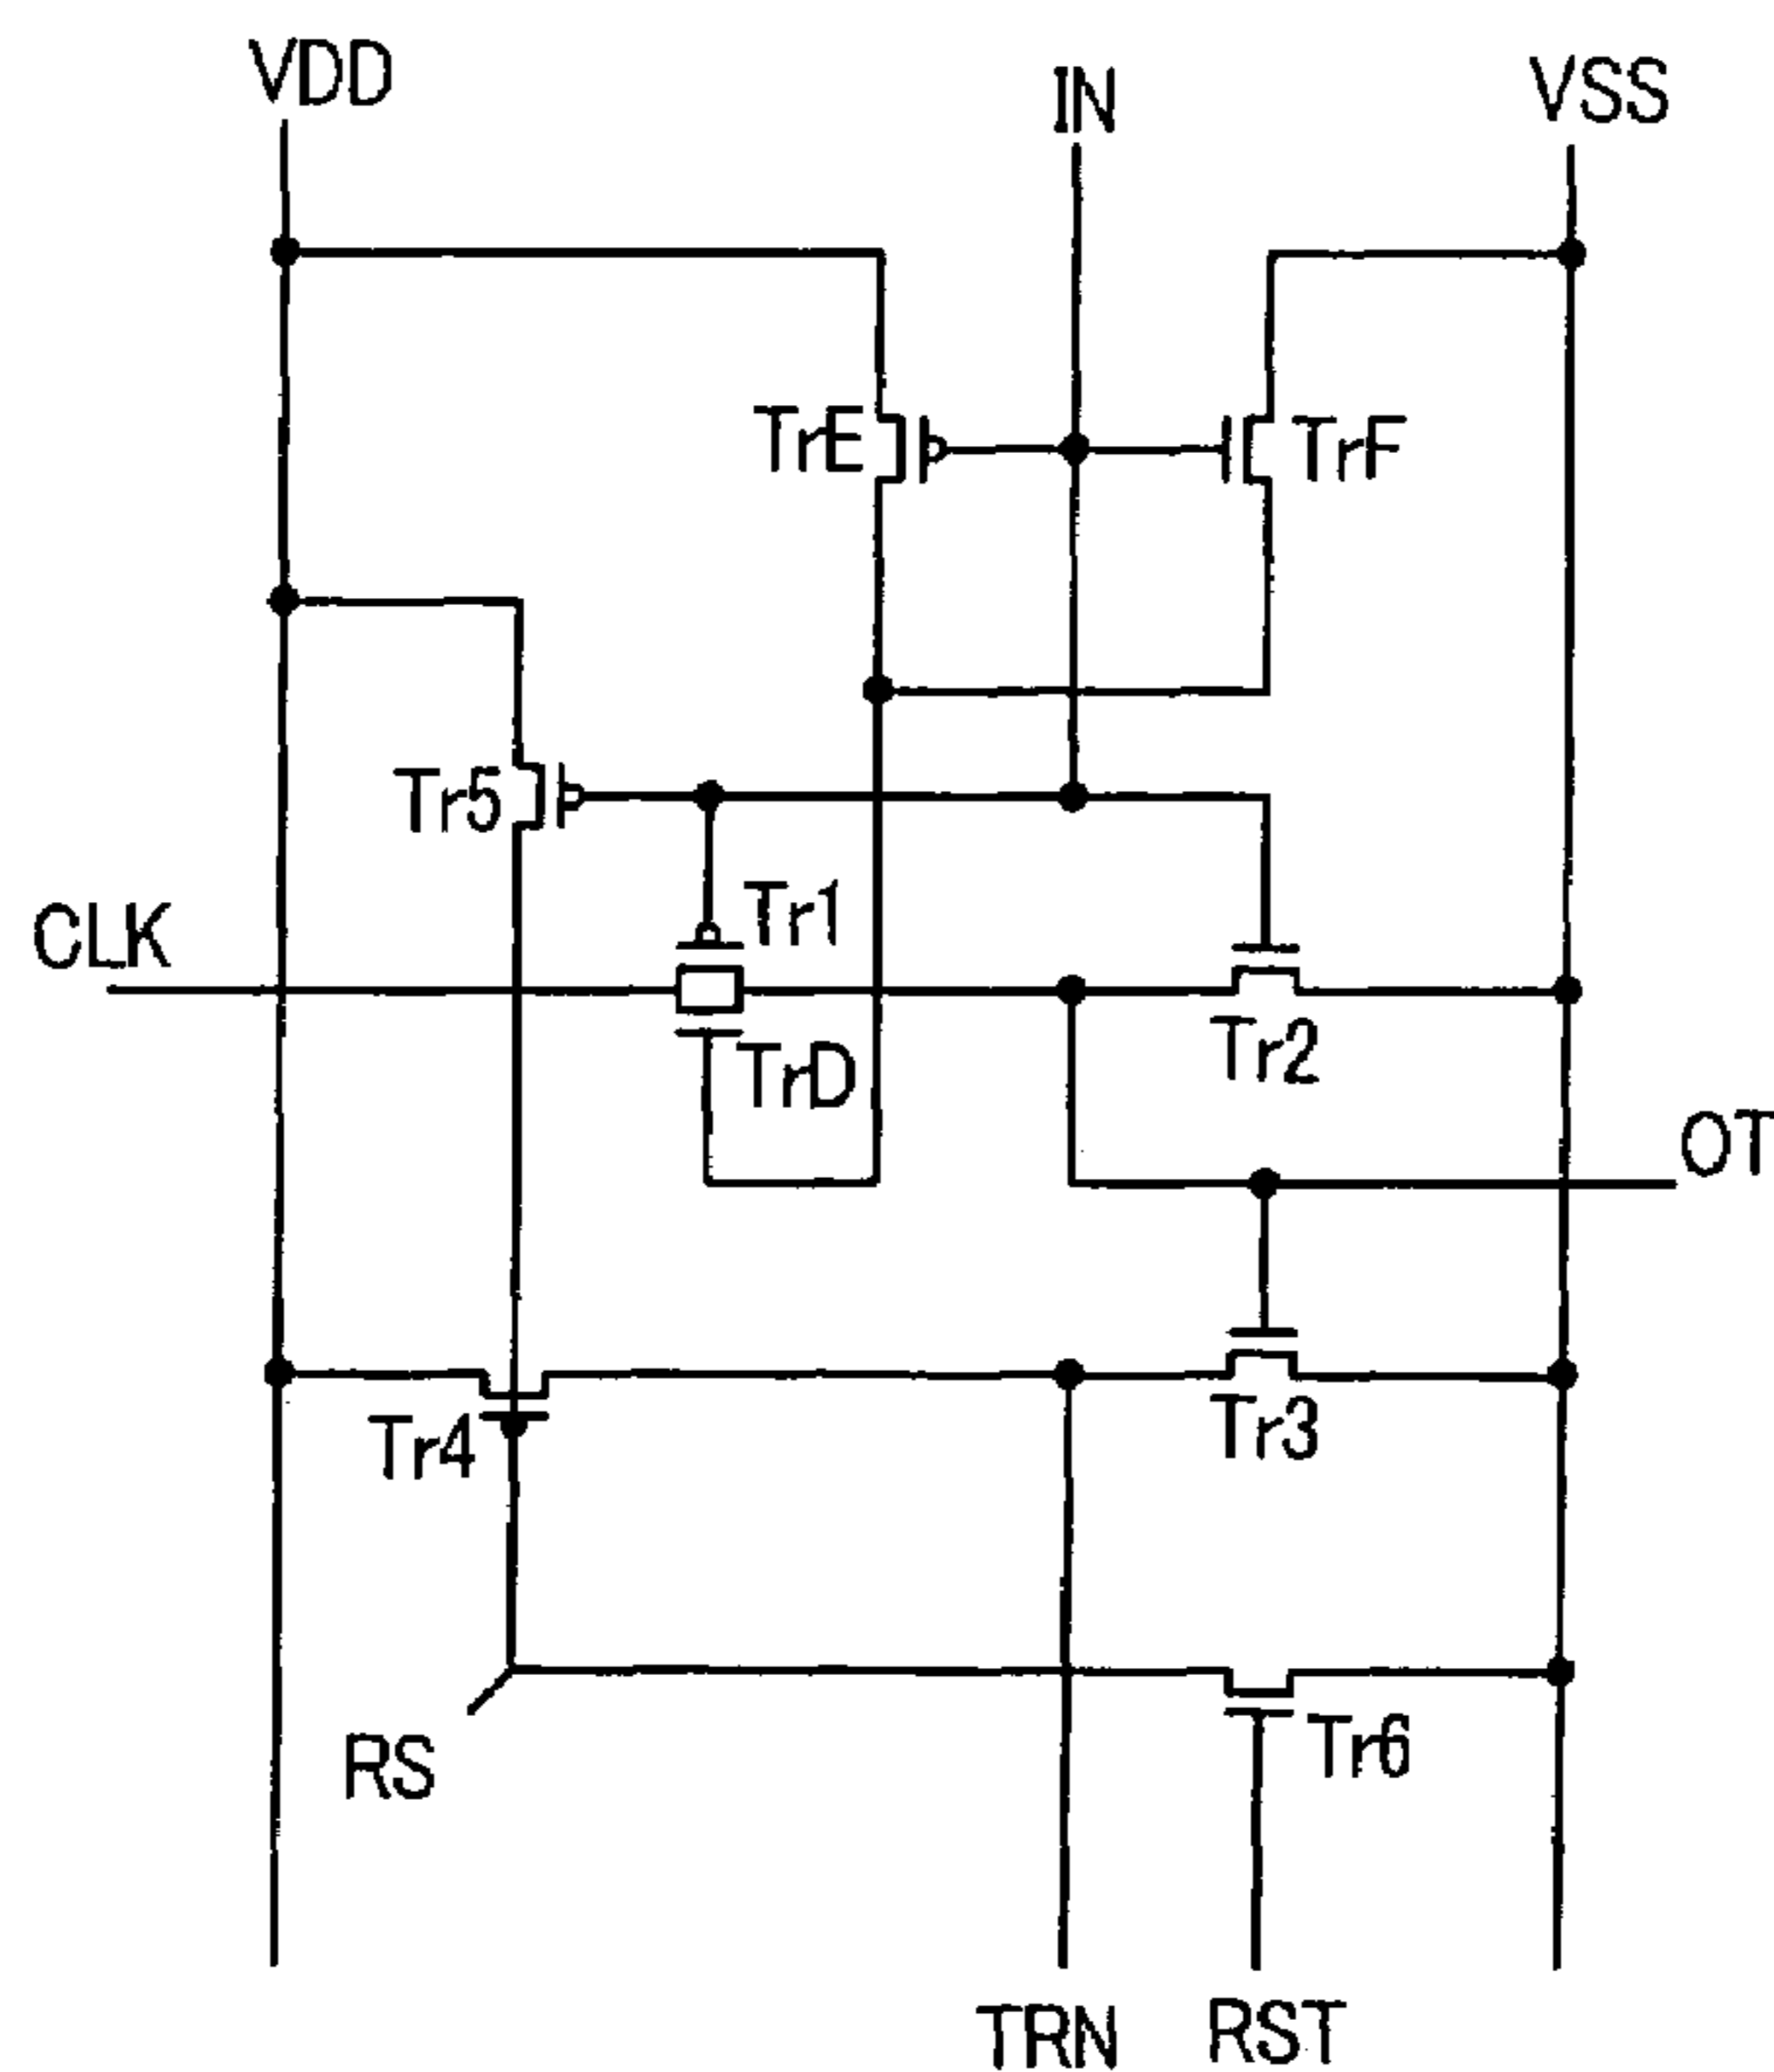 VDD
IN
VSS
TrE
TrF
Tr5
Tr1
CLK
TrD
Tr2
OT
Tr4
Tr3
RS
Tr6
TRN
RST